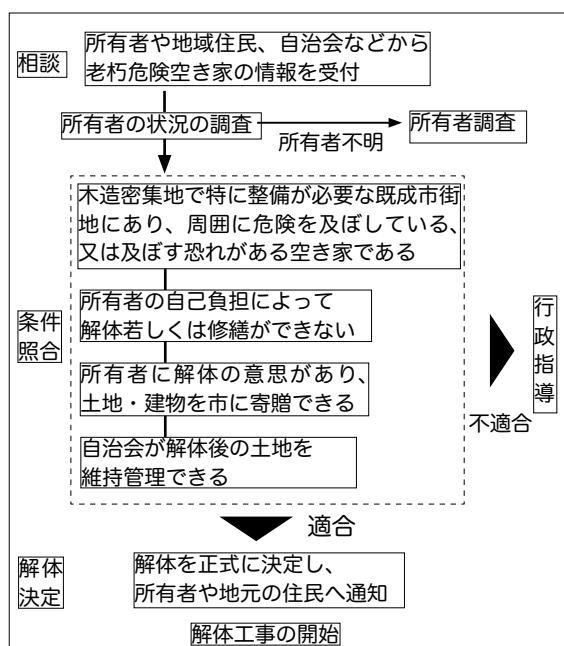 相談
所有者や地域住民、自治会などから
老朽危険空き家の情報を受付
所有者の状況の調査
所有者不明
所有者調査
条件
照合
木造密集地で特に整備が必要な既成市街
地にあり、周囲に危険を及ぼしている、
又は及ぼす恐れがある空き家である
所有者の自己負担によって
解体若しくは修繕ができない
所有者に解体の意思があり、
土地・建物を市に寄贈できる
自治会が解体後の土地を
維持管理できる
不適合
行政指導
適合
解体
決定
解体を正式に決定し、
所有者や地元の住民へ通知
解体工事の開始